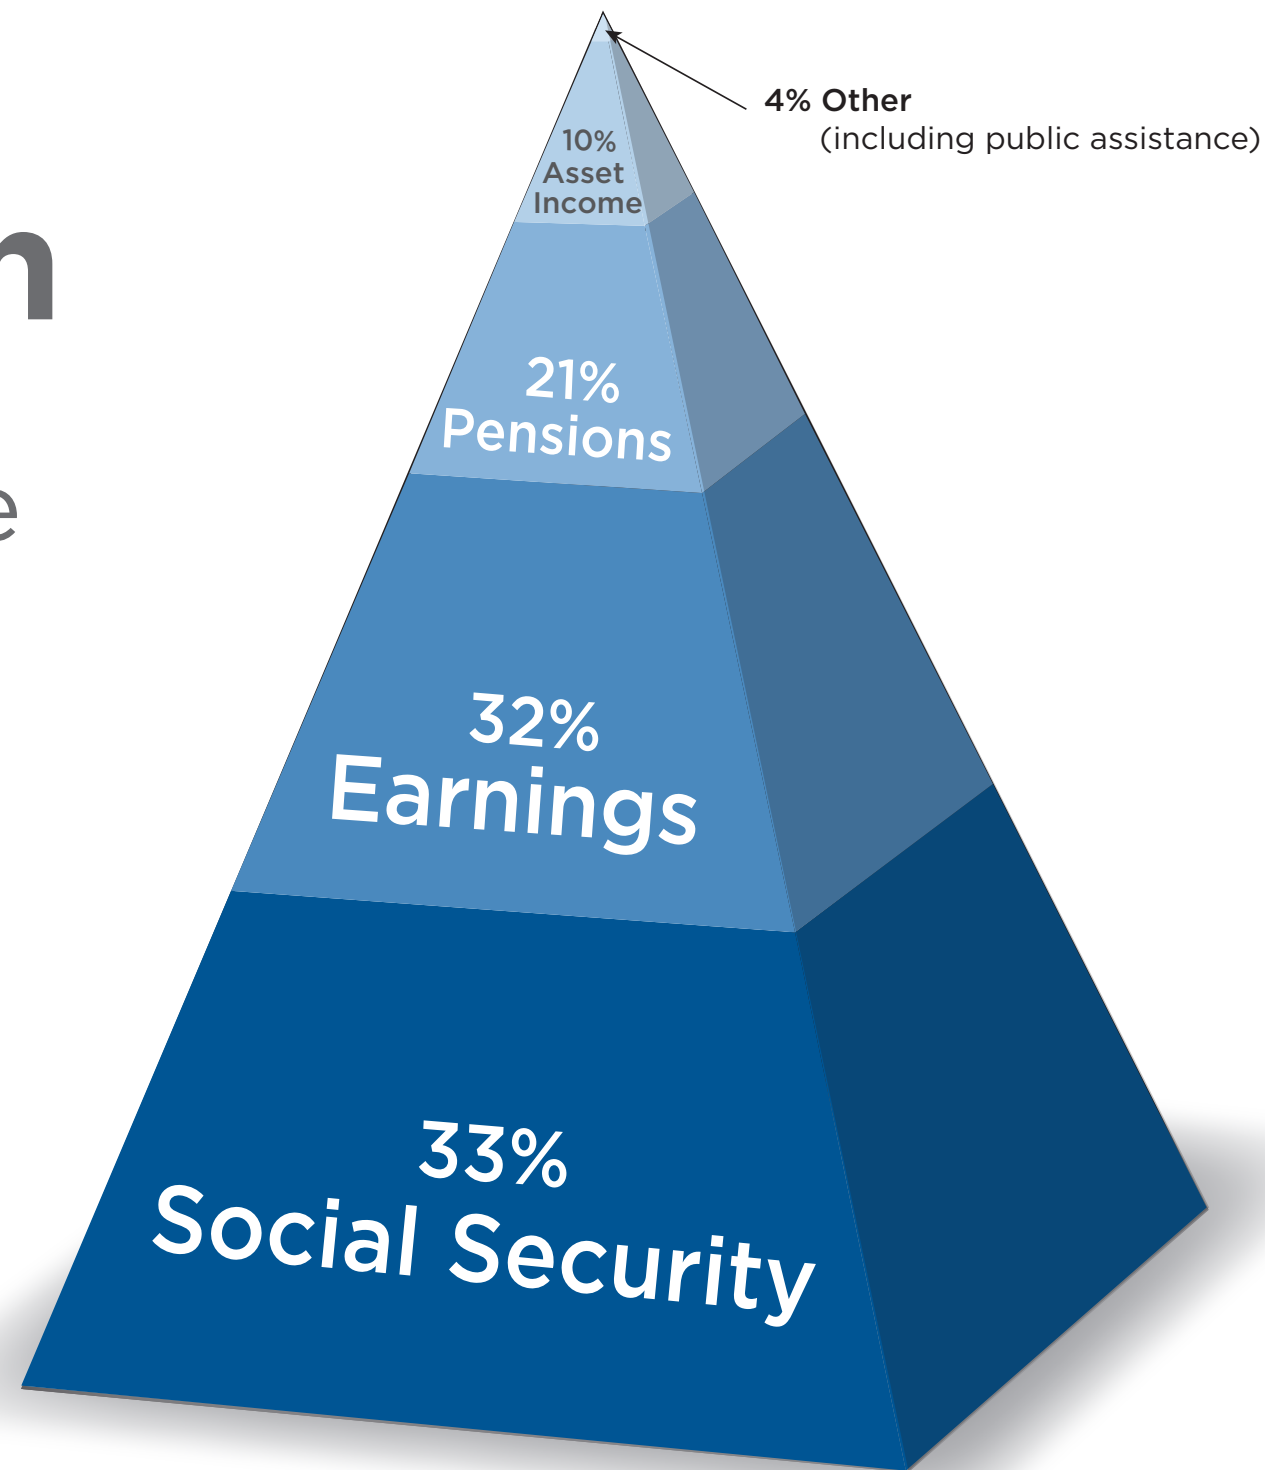 4% Other
(including public assistance)
10%
Asset
Income
n
e
21%
Pensions
32%
Earnings
33%
Social Security